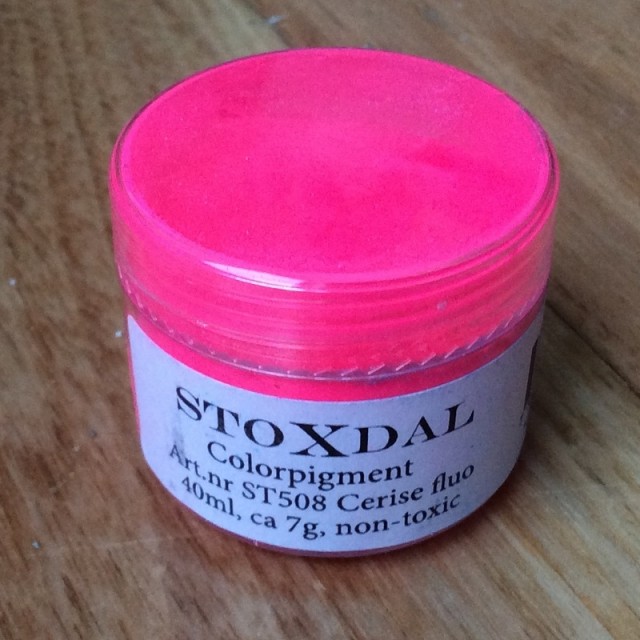 STOXDAL
Colorpigment
Art.nr ST508 Cerise fluo
40ml, ca 7g, non-toxic